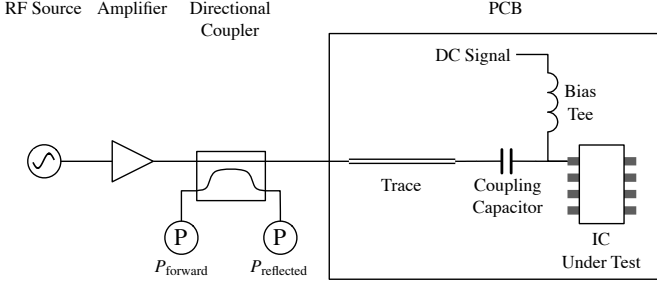 RF Source Amplifier Directional
Coupler
PCB
DC Signal
Bias
Tee
Trace
Coupling
Capacitor
P P
P_forward P_reflected
IC
Under Test